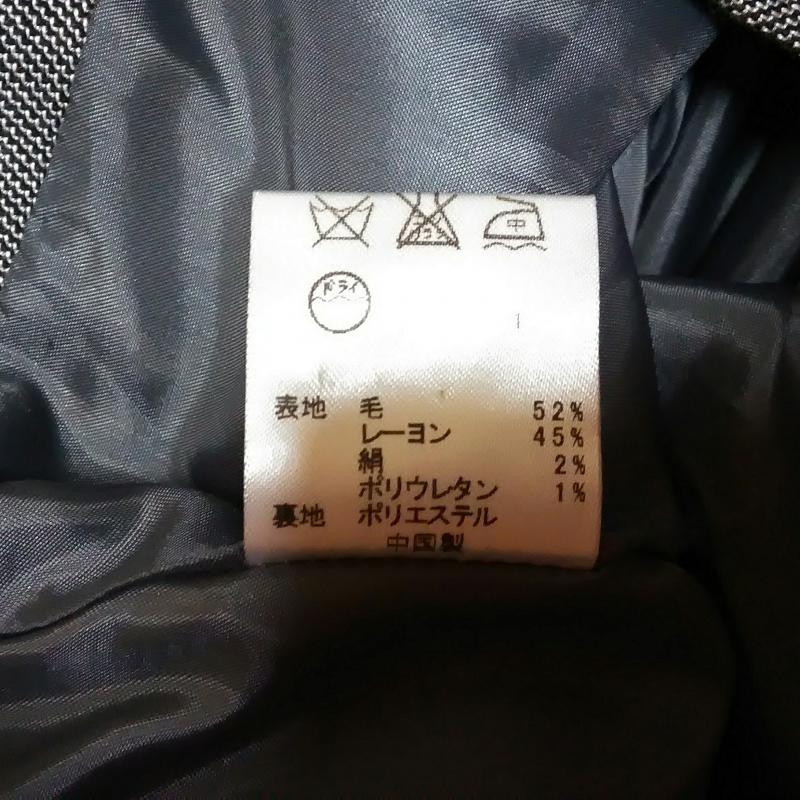 中
ドライ
表地 毛 52%
レーヨン 45%
絹 2%
ポリウレタン 1%
裏地 ポリエステル
中国製